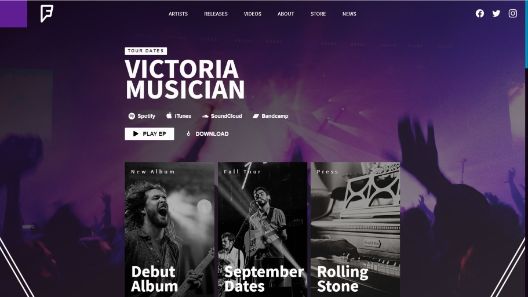 ARTISTS RELEASES VIDEOS ABOUT STORE NEWS
TOUR DATES
VICTORIA
MUSICIAN
Spotify iTunes SoundCloud Bandcamp
PLAY EP DOWNLOAD
New Album
Debut
Album
Fall Tour
September
Dates
Press
Rolling
Stone